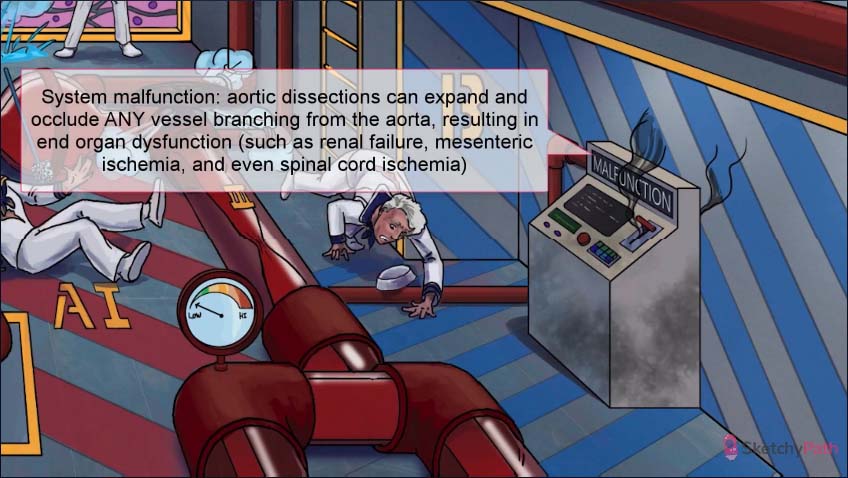 System malfunction: aortic dissections can expand and
occlude ANY vessel branching from the aorta, resulting in
end organ dysfunction (such as renal failure, mesenteric
ischemia, and even spinal cord ischemia)
B
MALFUNCTION
III
AI
LOW HI
SketchyPath